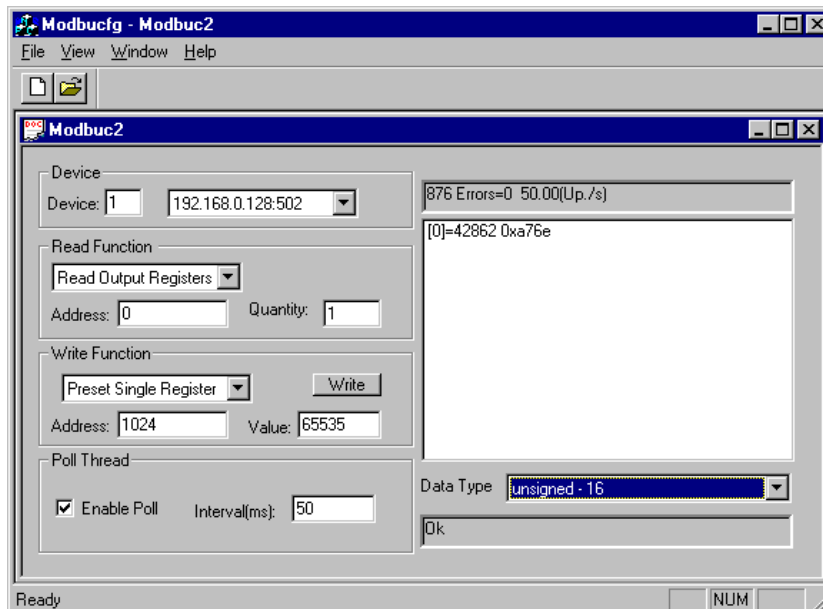 Modbucfg - Modbuc2
File View Window Help
Modbuc2
Device
Device: 1 192.168.0.128:502
Read Function
Read Output Registers
Address: 0 Quantity: 1
Write Function
Preset Single Register Write
Address: 1024 Value: 65535
Poll Thread
Enable Poll Interval(ms): 50
876 Errors=0 50.00(Up./s)
[0]=42862 0xa76e
Data Type unsigned - 16
Ok
Ready NUM